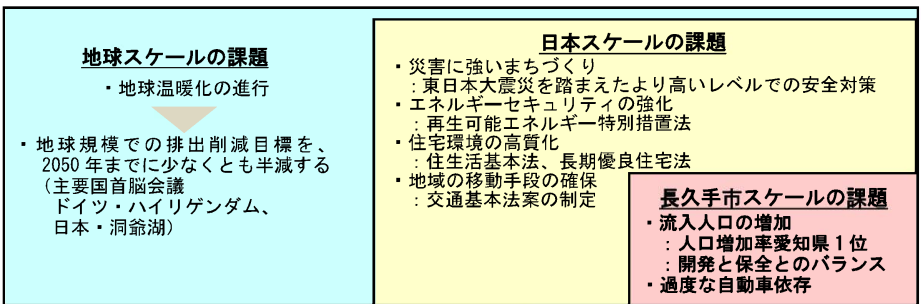 地球スケールの課題
・地球温暖化の進行
・地球規模での排出削減目標を、
2050年までに少なくとも半減する
(主要国首脳会議
ドイツ・ハイリゲンダム、
日本・洞爺湖)
日本スケールの課題
・災害に強いまちづくり
:東日本大震災を踏まえたより高いレベルでの安全対策
・エネルギーセキュリティの強化
:再生可能エネルギー特別措置法
・住宅環境の高質化
:住生活基本法、長期優良住宅法
・地域の移動手段の確保
:交通基本法案の制定
長久手市スケールの課題
・流入人口の増加
:人口増加率愛知県1位
:開発と保全とのバランス
・過度な自動車依存